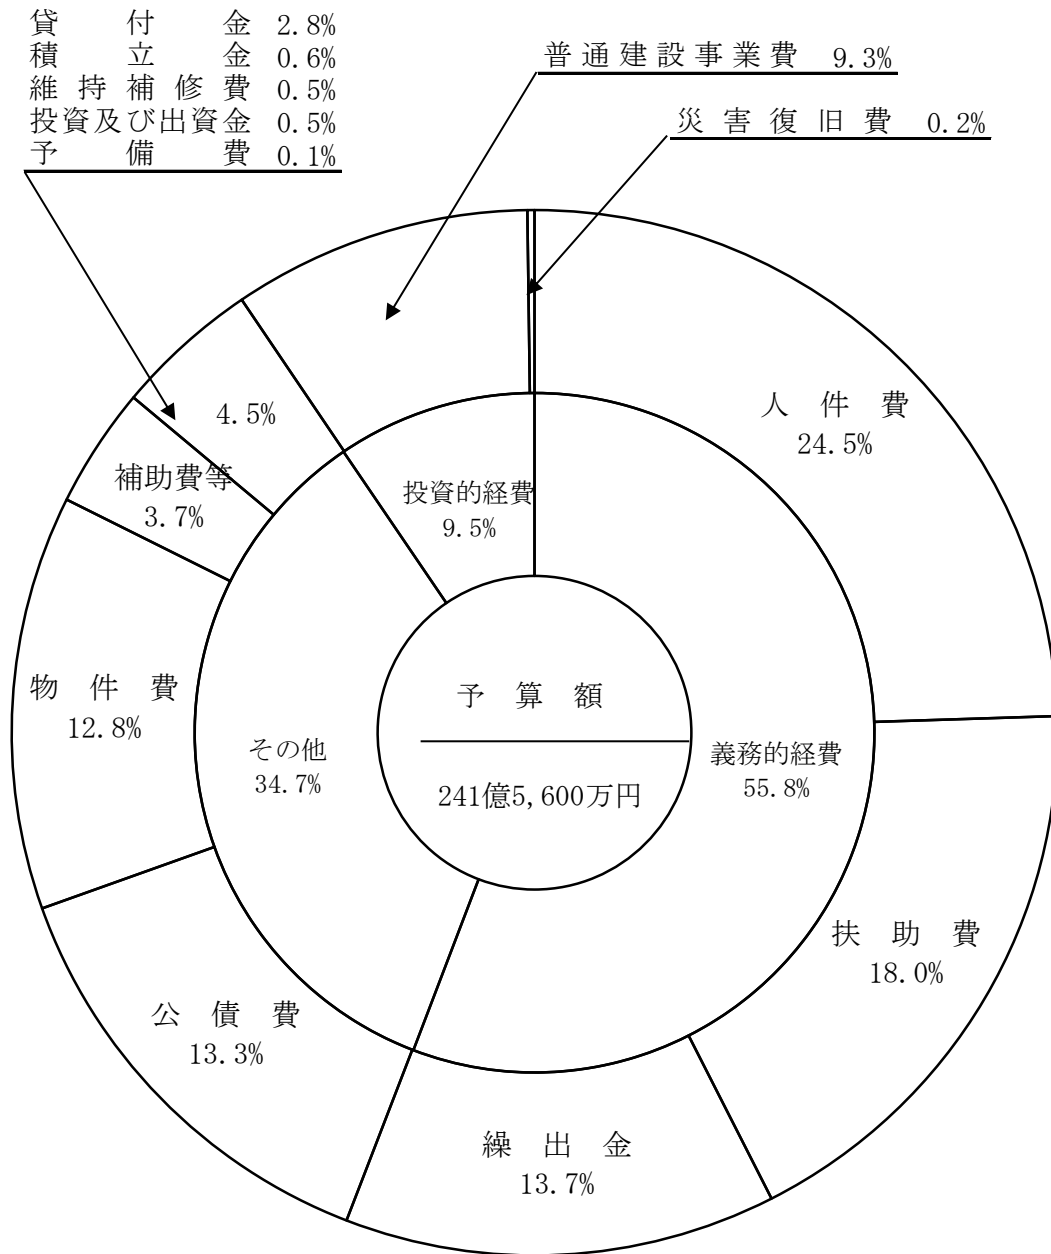 貸付金 2.8%
積立金 0.6%
維持補修費 0.5%
投資及び出資金 0.5%
予備費 0.1%
普通建設事業費 9.3%
災害復旧費 0.2%
人件費
24.5%
4.5%
補助費等
3.7%
投資的経費
9.5%
物件費
12.8%
その他
34.7%
予算額
241億5,600万円
義務的経費
55.8%
扶助費
18.0%
公債費
13.3%
繰出金
13.7%